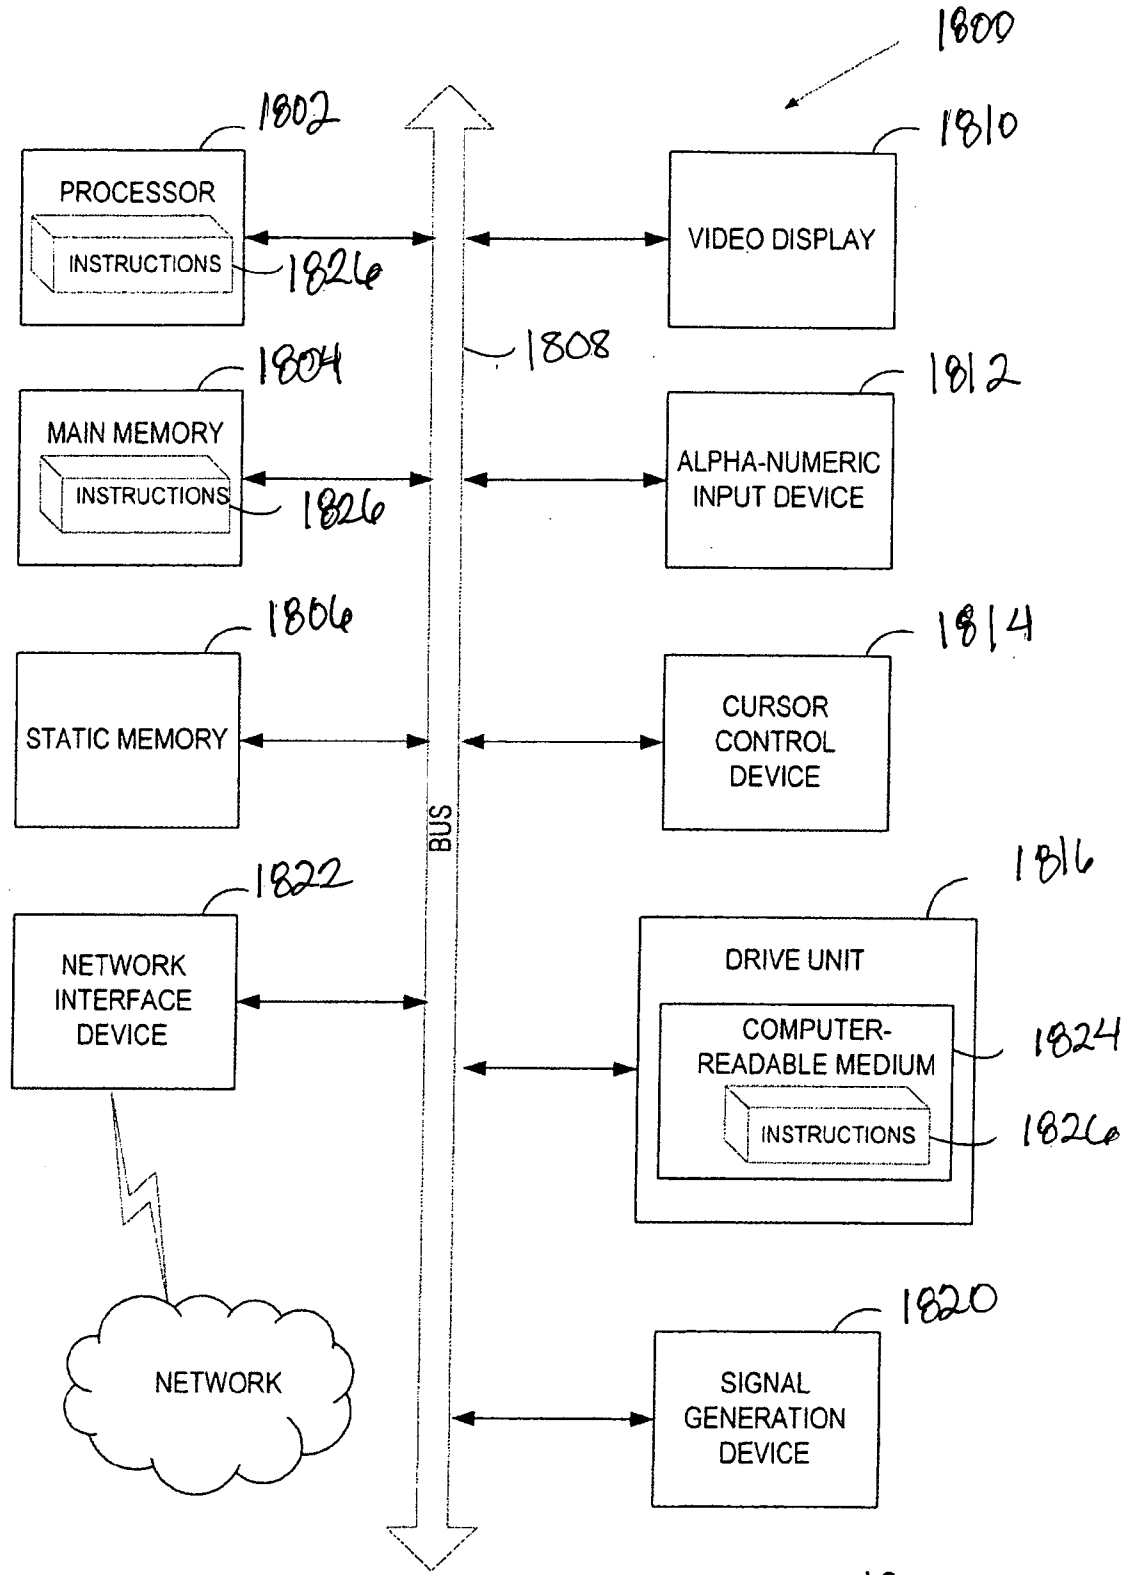 1800
1802
PROCESSOR
INSTRUCTIONS
1826
1810
VIDEO DISPLAY
1808
1804
MAIN MEMORY
INSTRUCTIONS
1826
1812
ALPHA-NUMERIC
INPUT DEVICE
1806
STATIC MEMORY
1814
CURSOR
CONTROL
DEVICE
BUS
1822
NETWORK
INTERFACE
DEVICE
1816
DRIVE UNIT
COMPUTER-
READABLE MEDIUM
1824
INSTRUCTIONS
1826
NETWORK
1820
SIGNAL
GENERATION
DEVICE